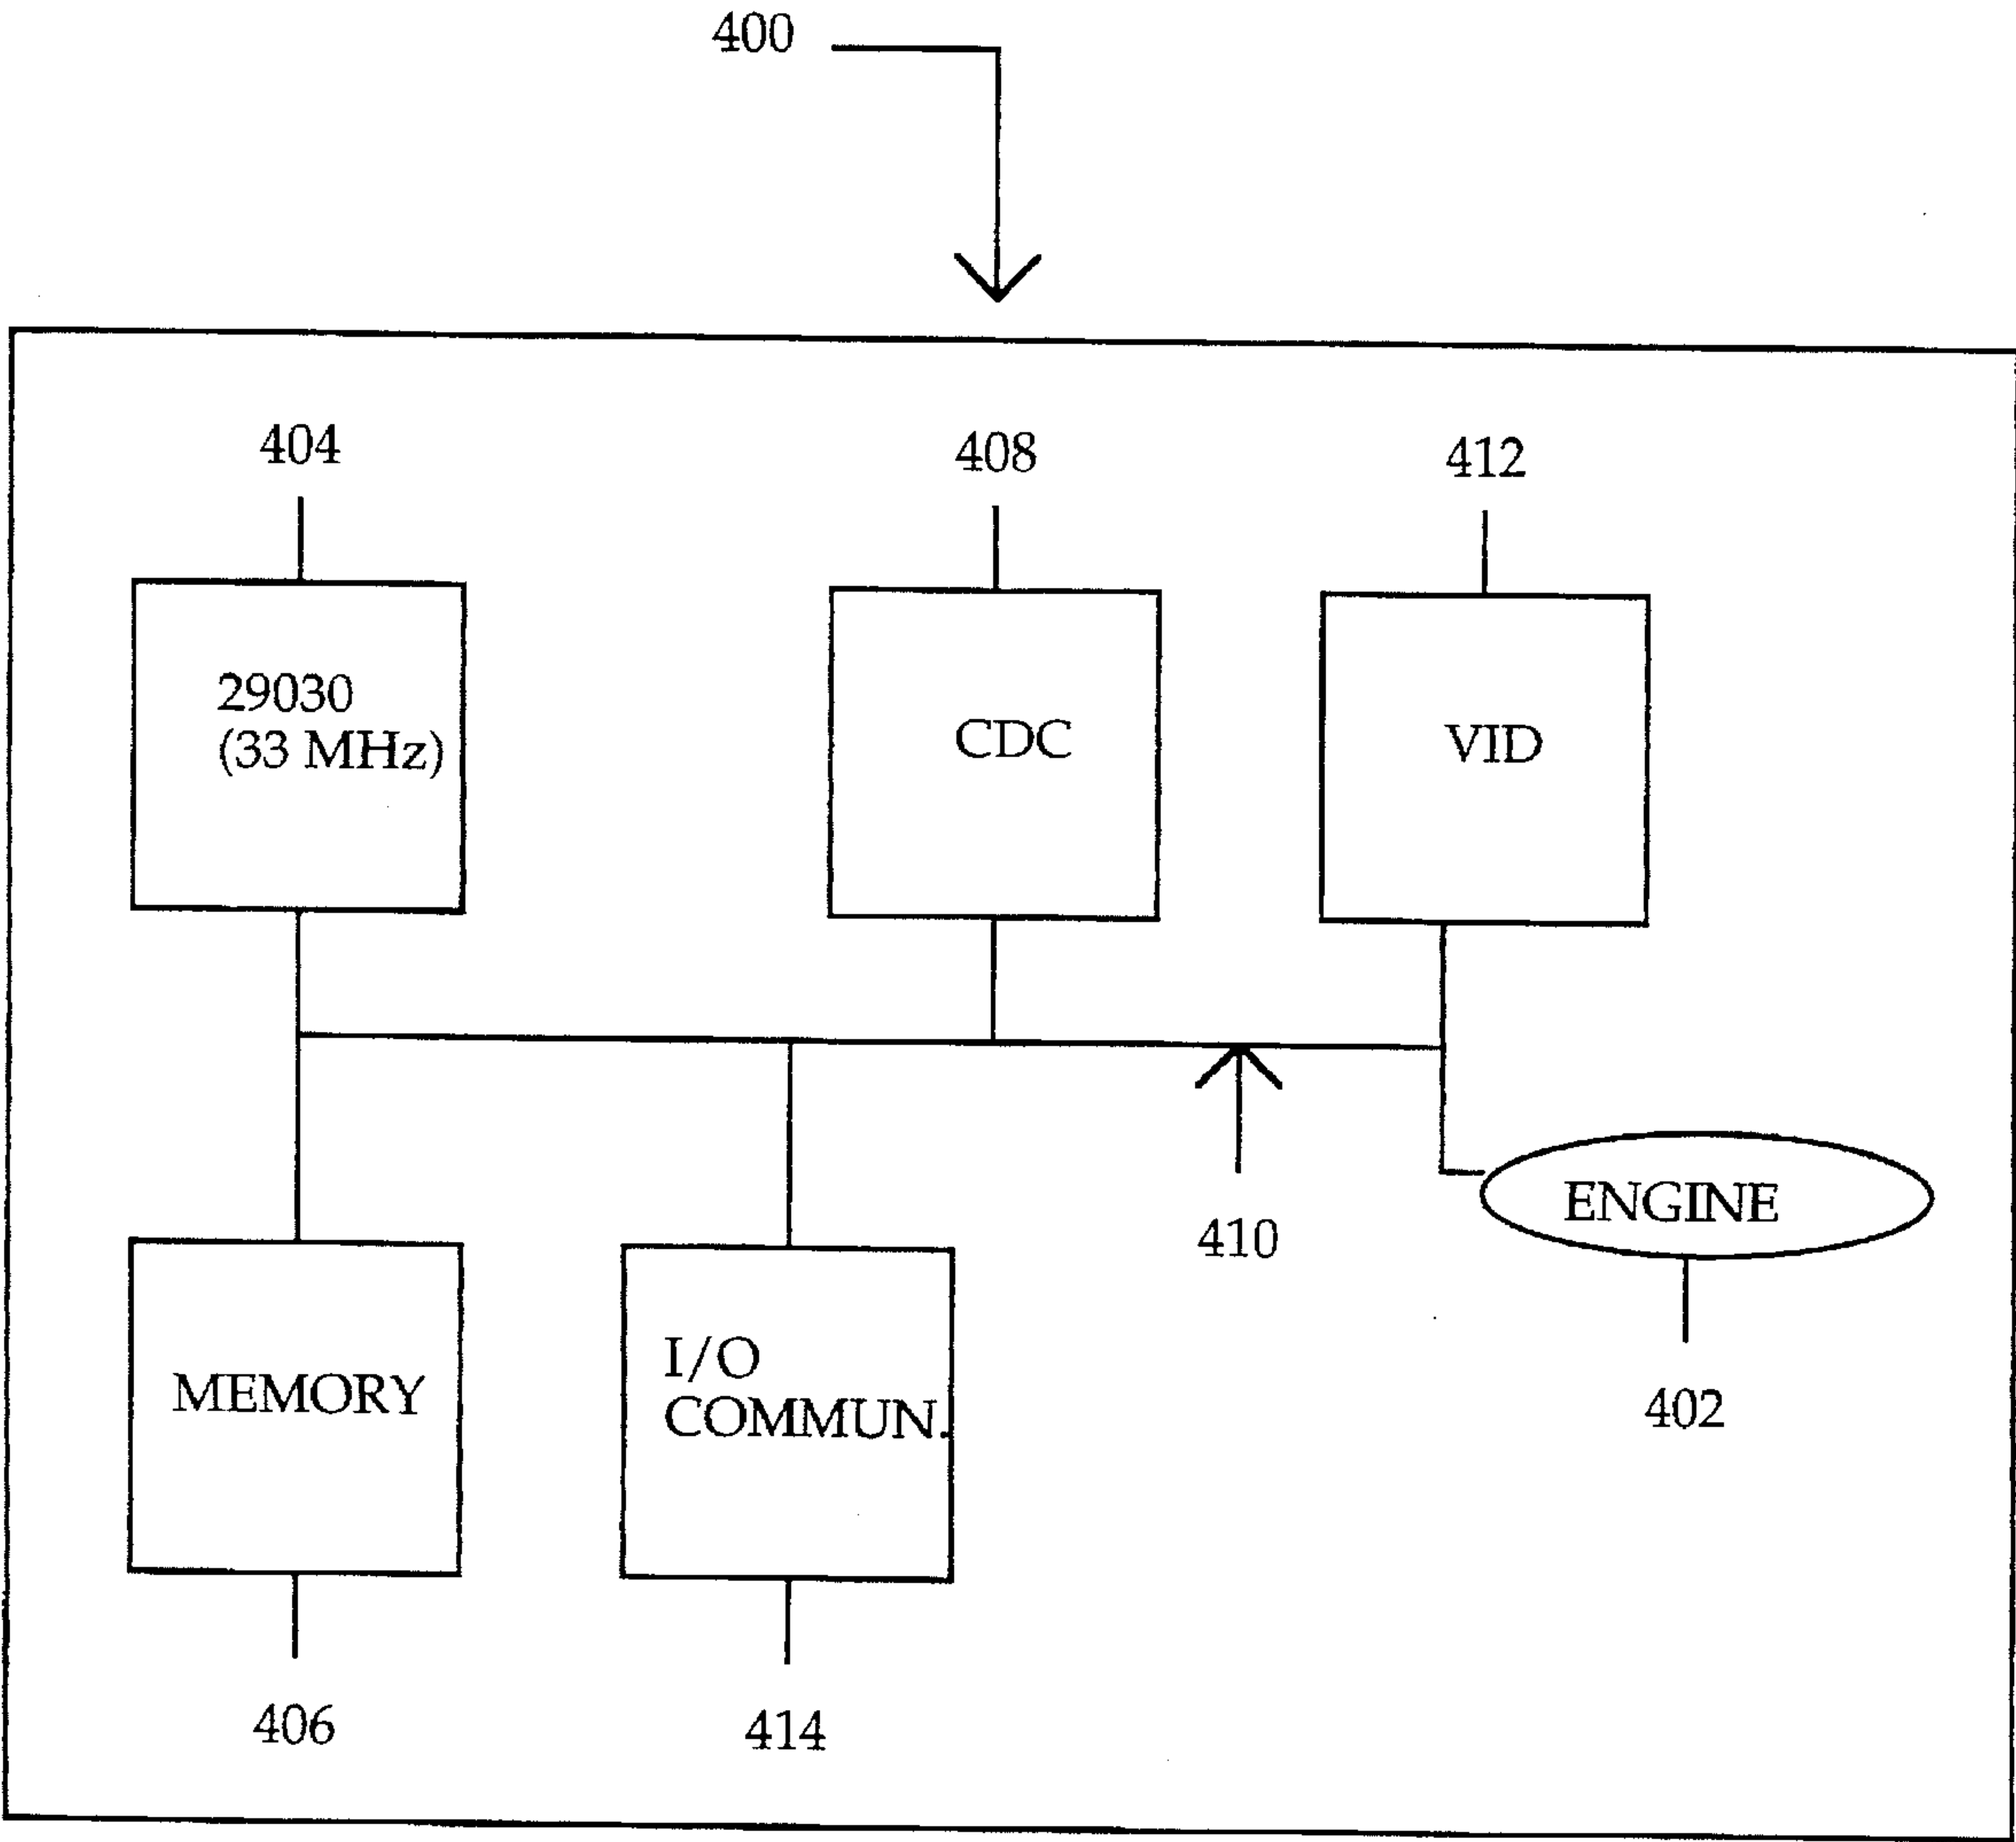 400
404
408
412
29030
(33 MHz)
CDC
VID
410
ENGINE
402
MEMORY
I/O
COMMUN.
406
414